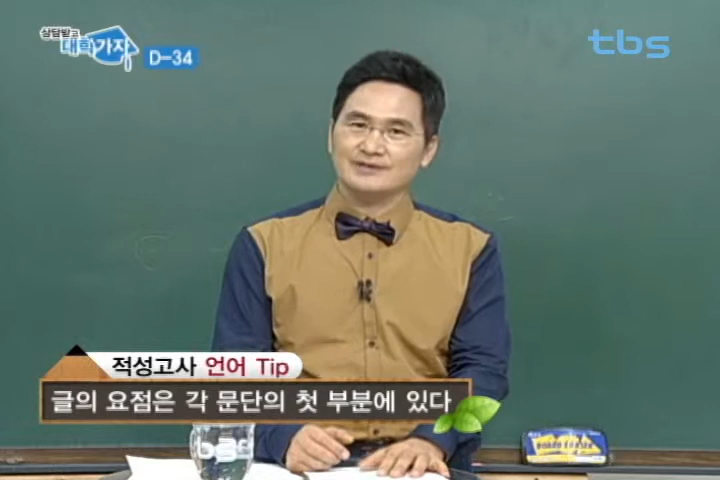 상담받고
대학가자
D-34
tbs
적성고사 언어 Tip
글의 요점은 각 문단의 첫 부분에 있다